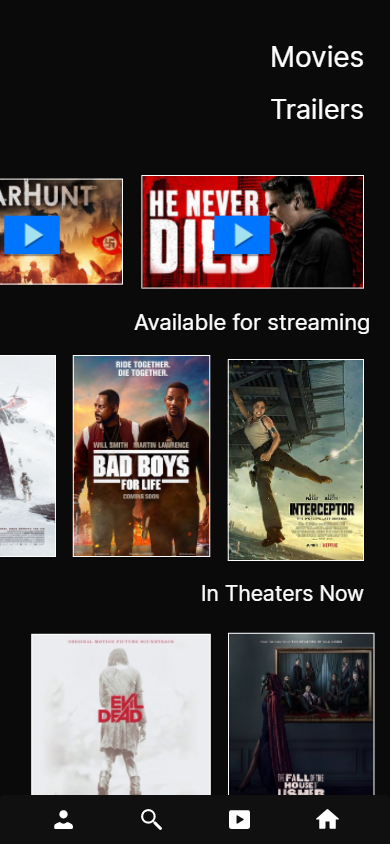 Movies
Trailers
ARHUNT
HE NEVER
DIED
Available for streaming
RIDE TOGETHER.
DIE TOGETHER.
WILL SMITH MARTIN LAWRENCE
BAD BOYS
FOR LIFE
COMING SOON
INTERCEPTOR
NETFLIX
In Theaters Now
ORIGINAL MOTION PICTURE SOUNDTRACK
EVIL
DEAD
THE FALL OF THE
HOUSE OF
USHER